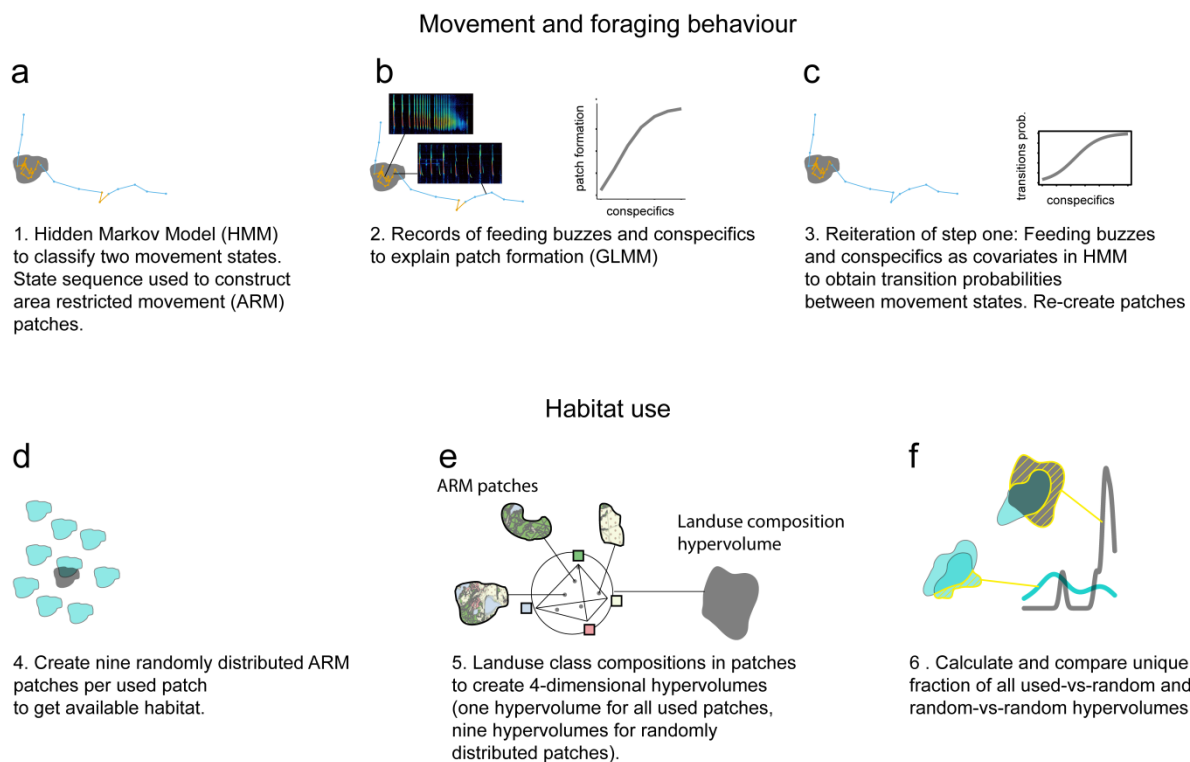 Movement and foraging behaviour
a
b
c
patch formation
conspecifics
transitions prob.
conspecifics
1. Hidden Markov Model (HMM)
to classify two movement states.
State sequence used to construct
area restricted movement (ARM)
patches.
2. Records of feeding buzzes and conspecifics
to explain patch formation (GLMM)
3. Reiteration of step one: Feeding buzzes
and conspecifics as covariates in HMM
to obtain transition probabilities
between movement states. Re-create patches
Habitat use
d
e
f
ARM patches
Landuse composition
hypervolume
4. Create nine randomly distributed ARM
patches per used patch
to get available habitat.
5. Landuse class compositions in patches
to create 4-dimensional hypervolumes
(one hypervolume for all used patches,
nine hypervolumes for randomly
distributed patches).
6 . Calculate and compare unique
fraction of all used-vs-random and
random-vs-random hypervolumes